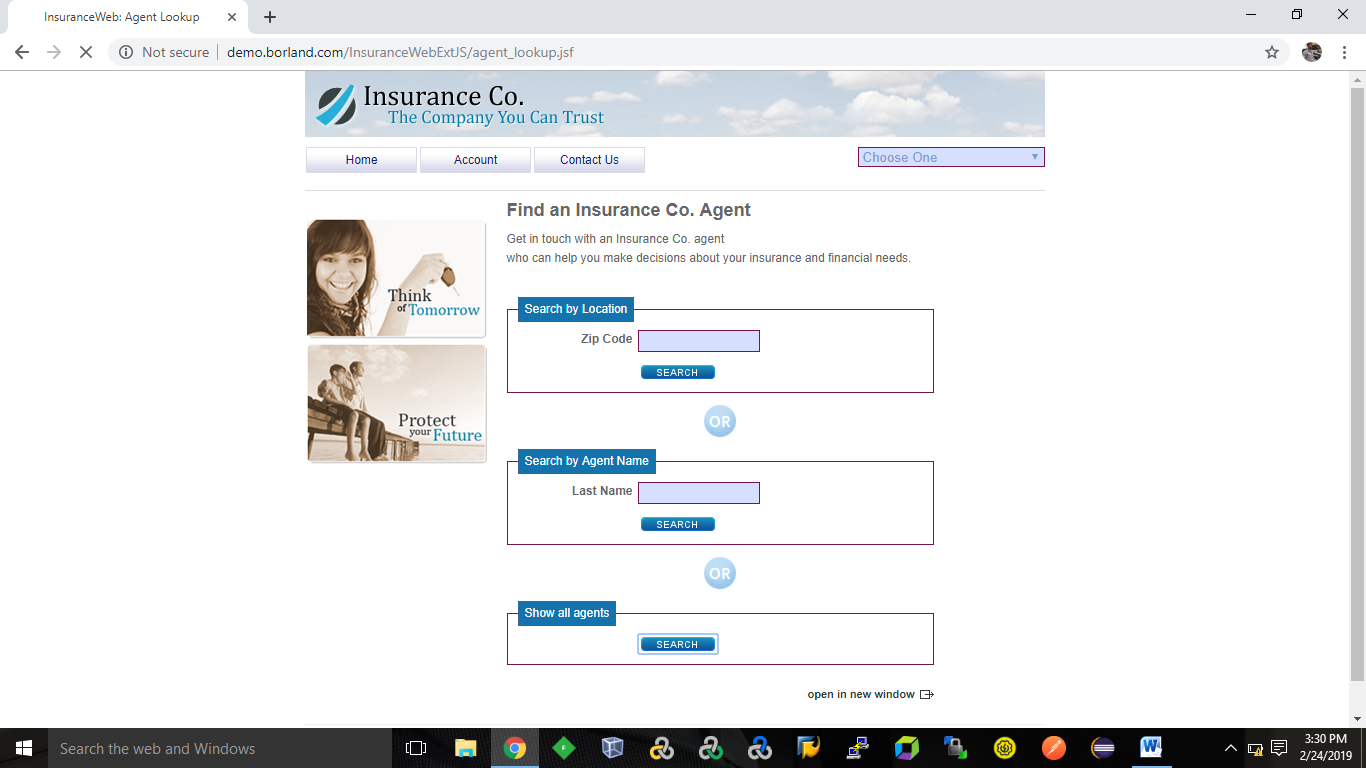 InsuranceWeb: Agent Lookup
Not secure
demo.borland.com/InsuranceWebExtJS/agent_lookup.jsf
Insurance Co.
The Company You Can Trust
Home
Account
Contact Us
Choose One
Find an Insurance Co. Agent
Get in touch with an Insurance Co. agent
who can help you make decisions about your insurance and financial needs.
Think
of Tomorrow
Protect
your Future
Search by Location
Zip Code
SEARCH
OR
Search by Agent Name
Last Name
SEARCH
OR
Show all agents
SEARCH
open in new window
Search the web and Windows
F
W
3:30 PM
2/24/2019